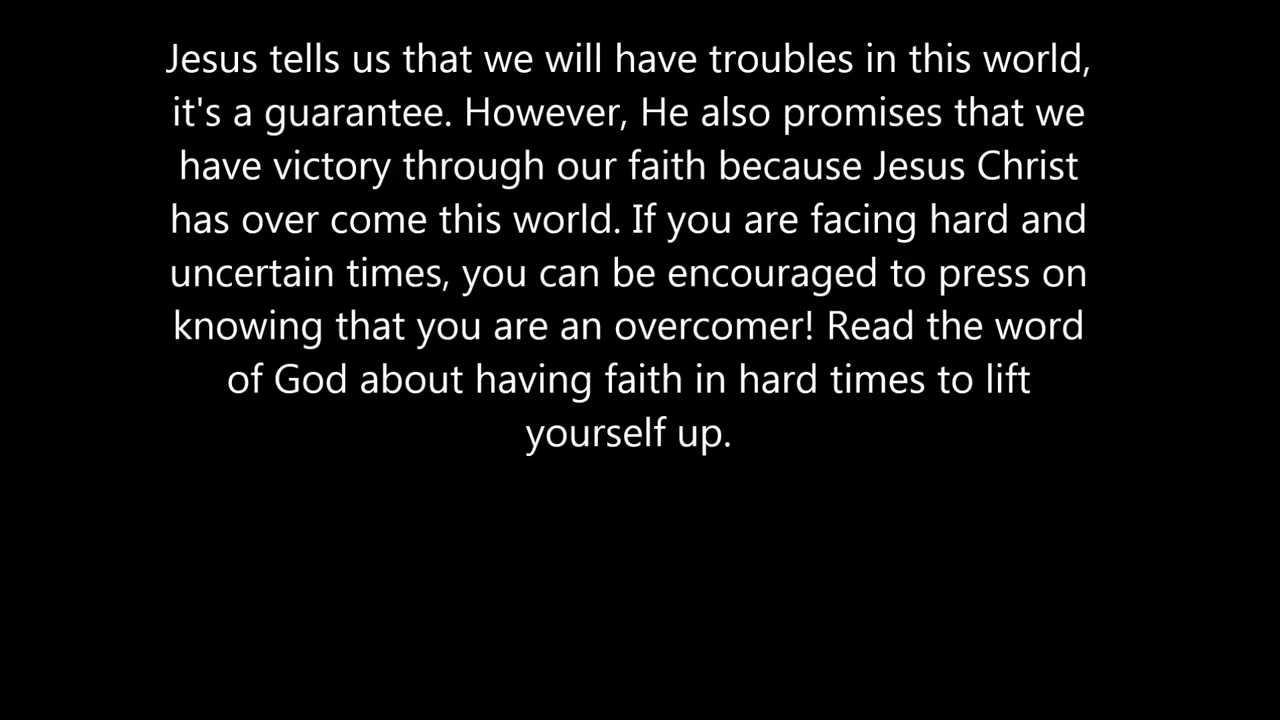 Jesus tells us that we will have troubles in this world,
it's a guarantee. However, He also promises that we
have victory through our faith because Jesus Christ
has over come this world. If you are facing hard and
uncertain times, you can be encouraged to press on
knowing that you are an overcomer! Read the word
of God about having faith in hard times to lift
yourself up.